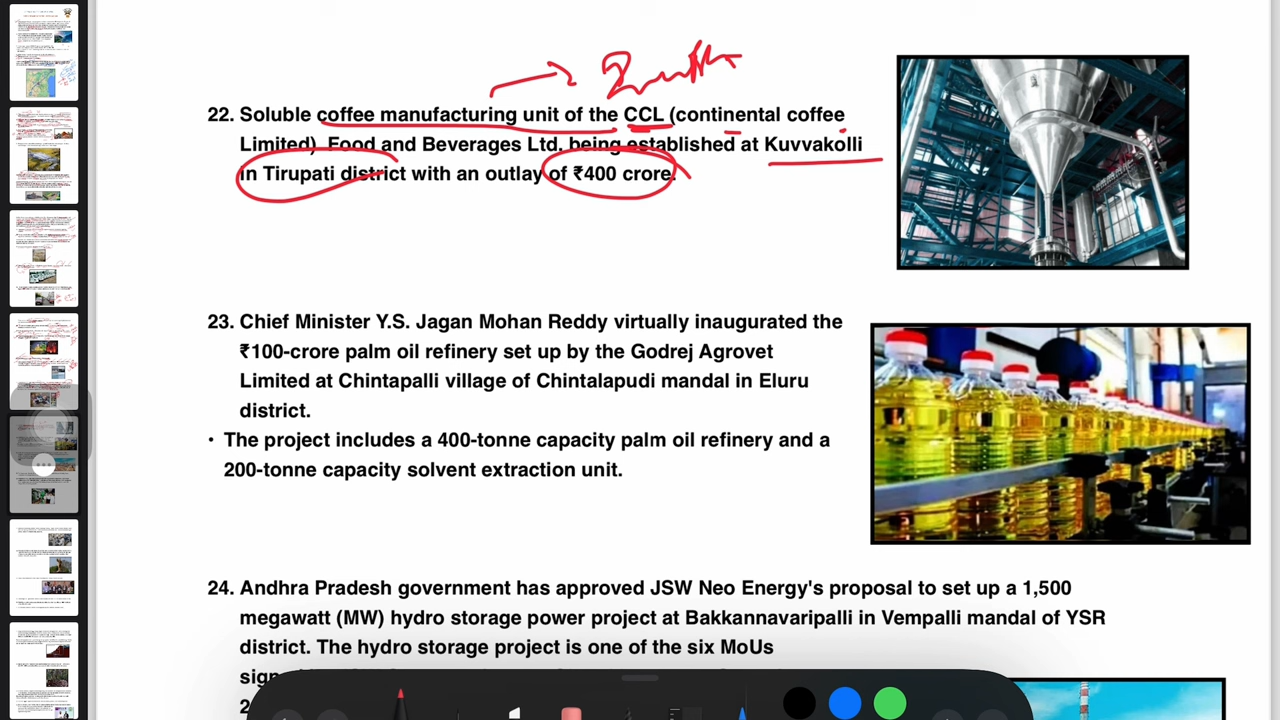 22. Soluble coffee manufacturing unit of the CCL (continental coffee
Limited) Food and Beverages Ltd. being established at Kuvvakolli
in Tirupati district with an outlay of ₹400 crore.
23. Chief Minister Y.S. Jagan Mohan Reddy virtually inaugurated the
₹100-crore palm oil refinery set up by the Godrej Agrovet
Limited at Chintapalli village of Chintalapudi mandal in Eluru
district.
• The project includes a 400-tonne capacity palm oil refinery and a
200-tonne capacity solvent extraction unit.
24. Andhra Pradesh government has approved JSW Neo Energy's proposal to set up a 1,500
megawatt (MW) hydro storage power project at Bakkannavaripalli in Vempalli mandal of YSR
district. The hydro storage project is one of the six MoUs